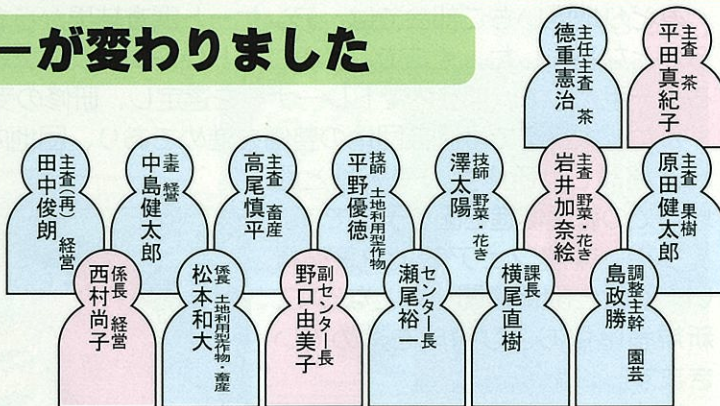 ーが変わりました
主査　茶
平田真紀子
主任主査　茶
徳重憲治
主査　果樹
原田健太郎
主査　野菜・花き
岩井加奈絵
技師　野菜・花き
澤太陽
技師　土地利用型作物
平野優徳
主査　畜産
高尾慎平
主査　経営
中島健太郎
主査（再）　経営
田中俊朗
調整主幹　園芸
島政勝
課長
横尾直樹
センター長
瀬尾裕一
副センター長
野口由美子
係長　土地利用型作物・畜産
松本和大
係長　経営
西村尚子